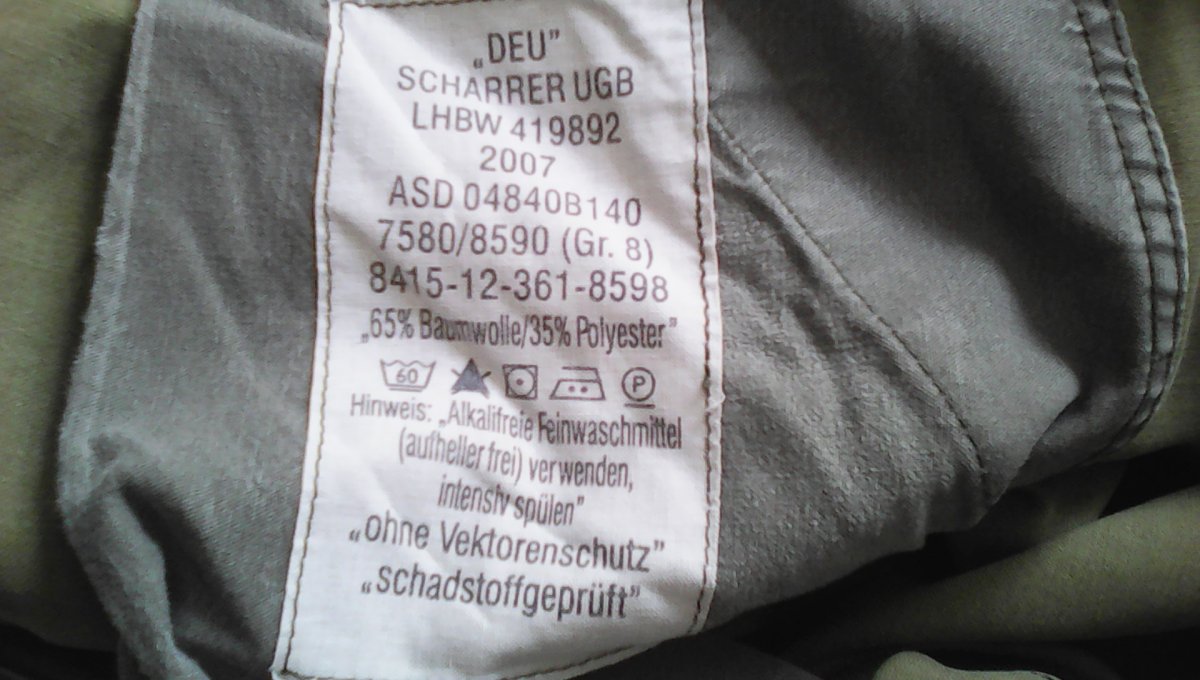 „DEU”
SCHARRER UGB
LHBW 419892
2007
ASD 04840B140
7580/8590 (Gr. 8)
8415-12-361-8598
„65% Baumwolle/35% Polyester”
60 P
Hinweis: „Alkalifreie Feinwaschmittel
(aufheller frei) verwenden,
intensiv spülen”
„ohne Vektorenschutz”
„schadstoffgeprüft”